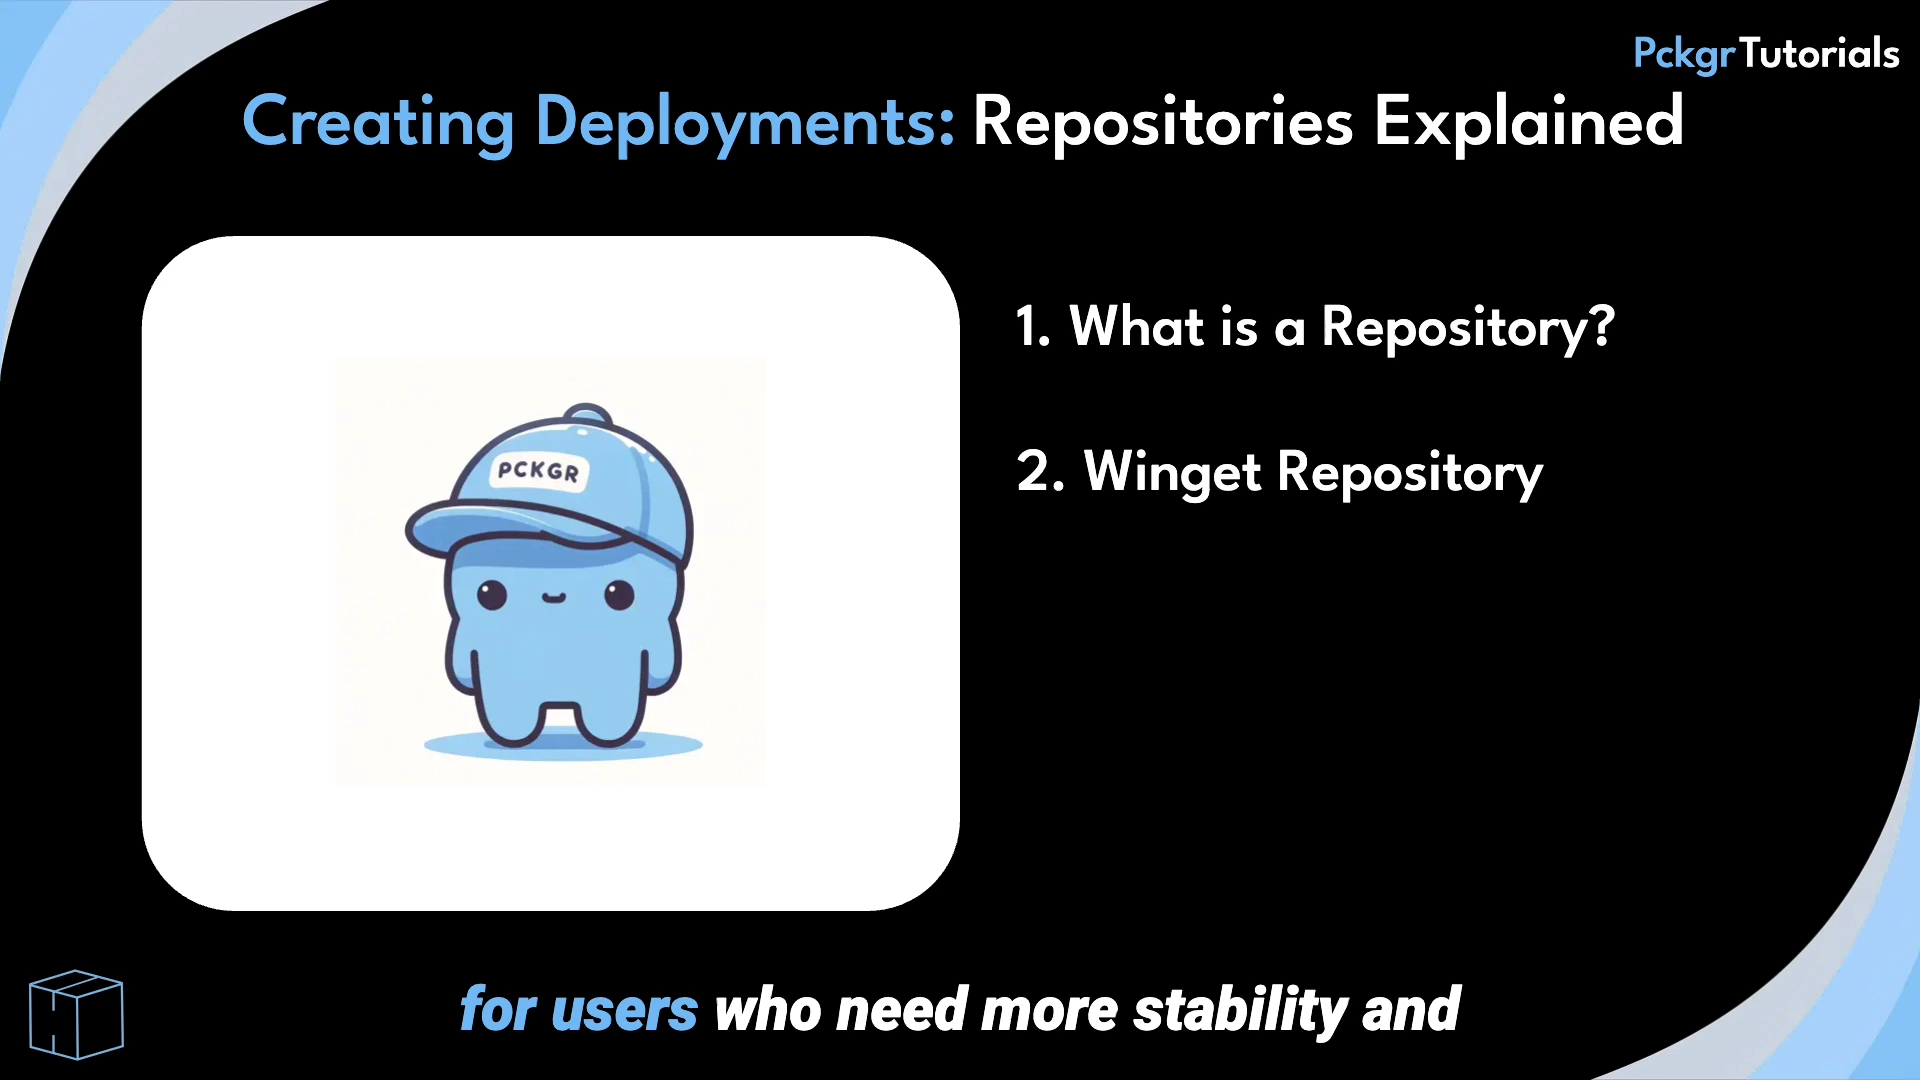 PckgrTutorials
Creating Deployments: Repositories Explained
PCKGR
1. What is a Repository?
2. Winget Repository
for users who need more stability and